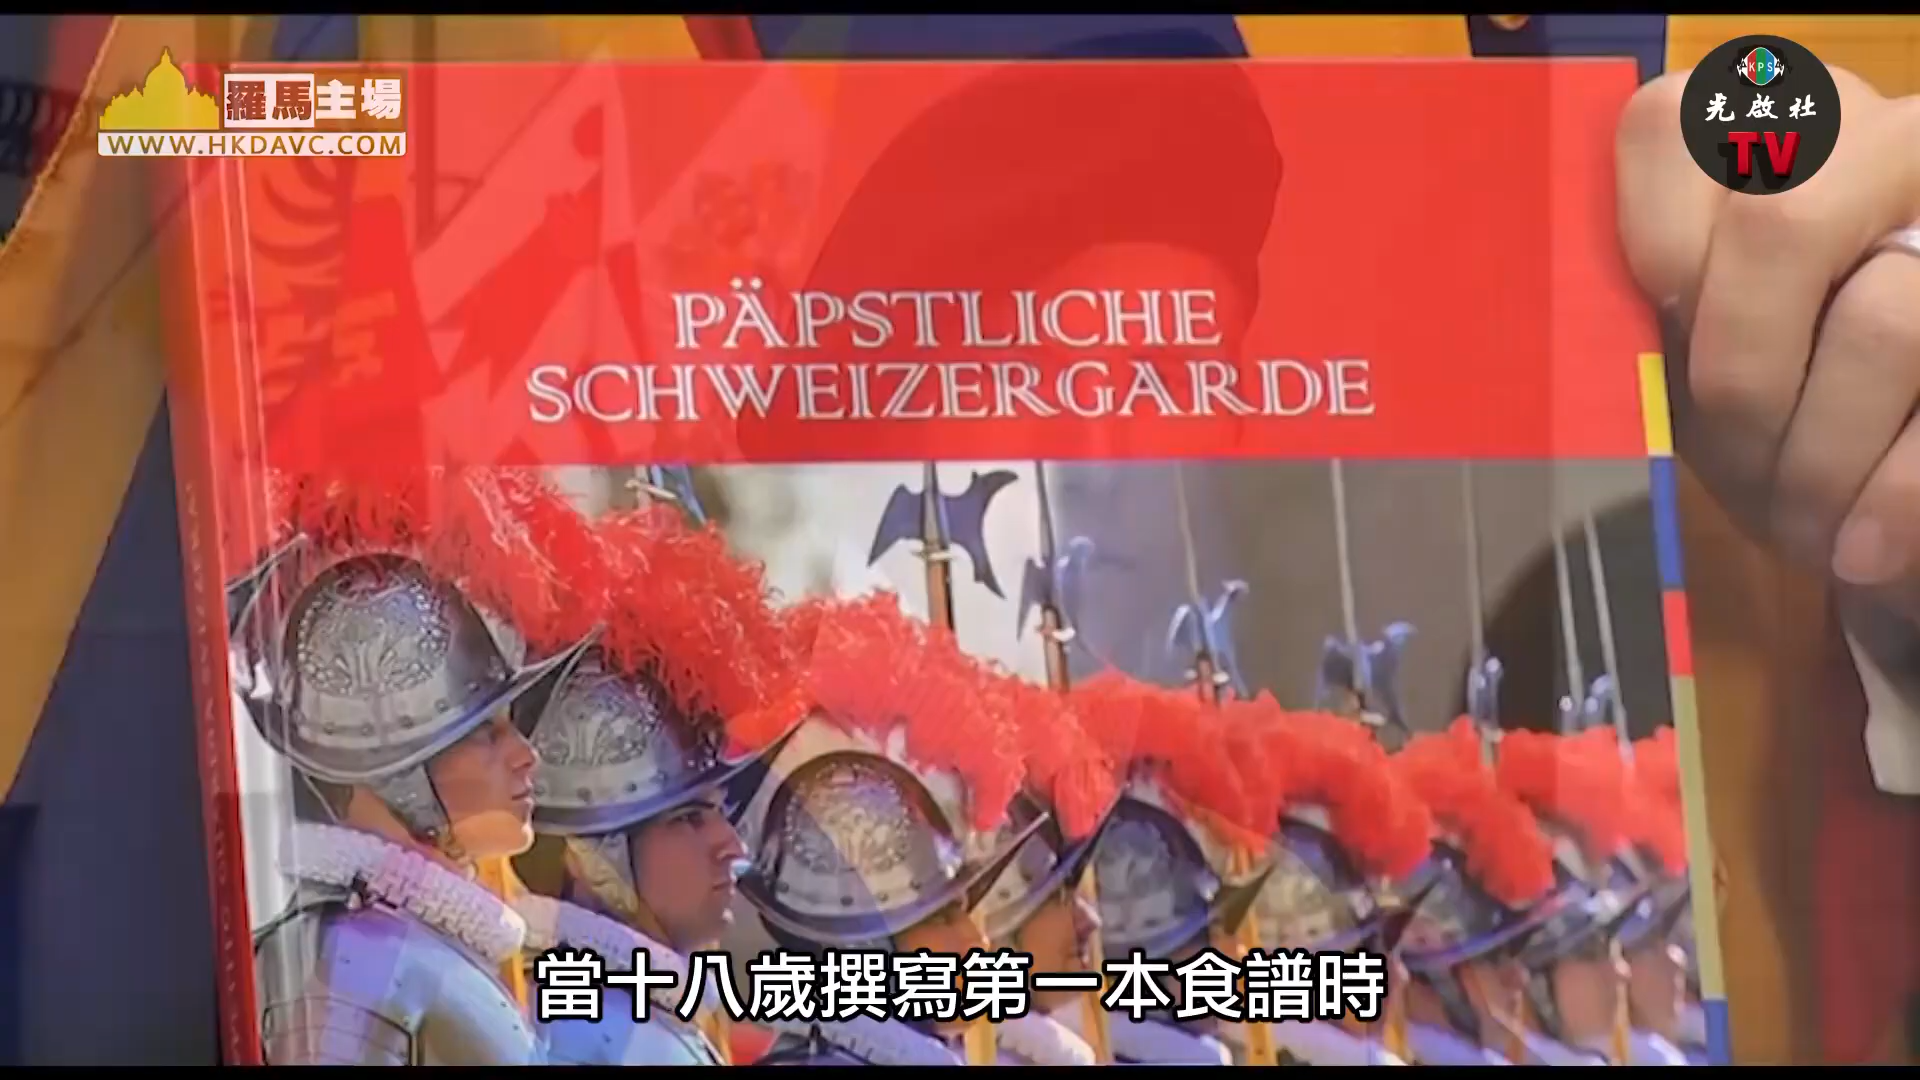 羅馬主場
WWW.HKDAVC.COM
KPS
光啟社
TV
PÄPSTLICHE
SCHWEIZERGARDE
當十八歲撰寫第一本食譜時